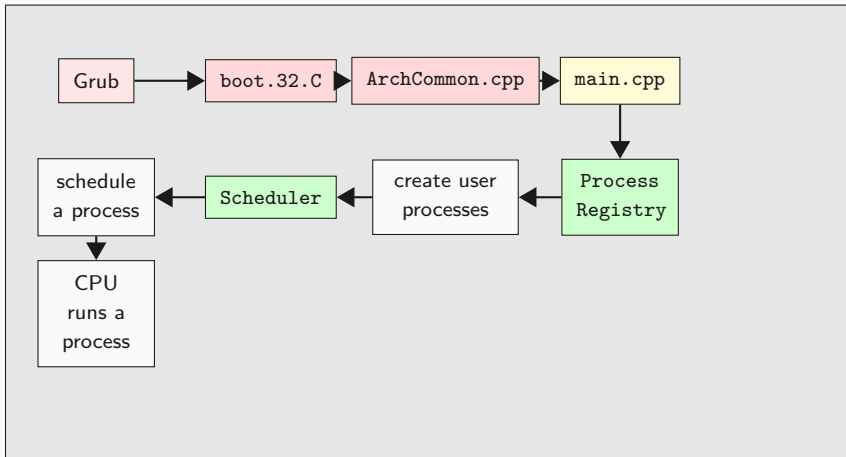 Grub
boot.32.C
ArchCommon.cpp
main.cpp
schedule
a process
Scheduler
create user
processes
Process
Registry
CPU
runs a
process